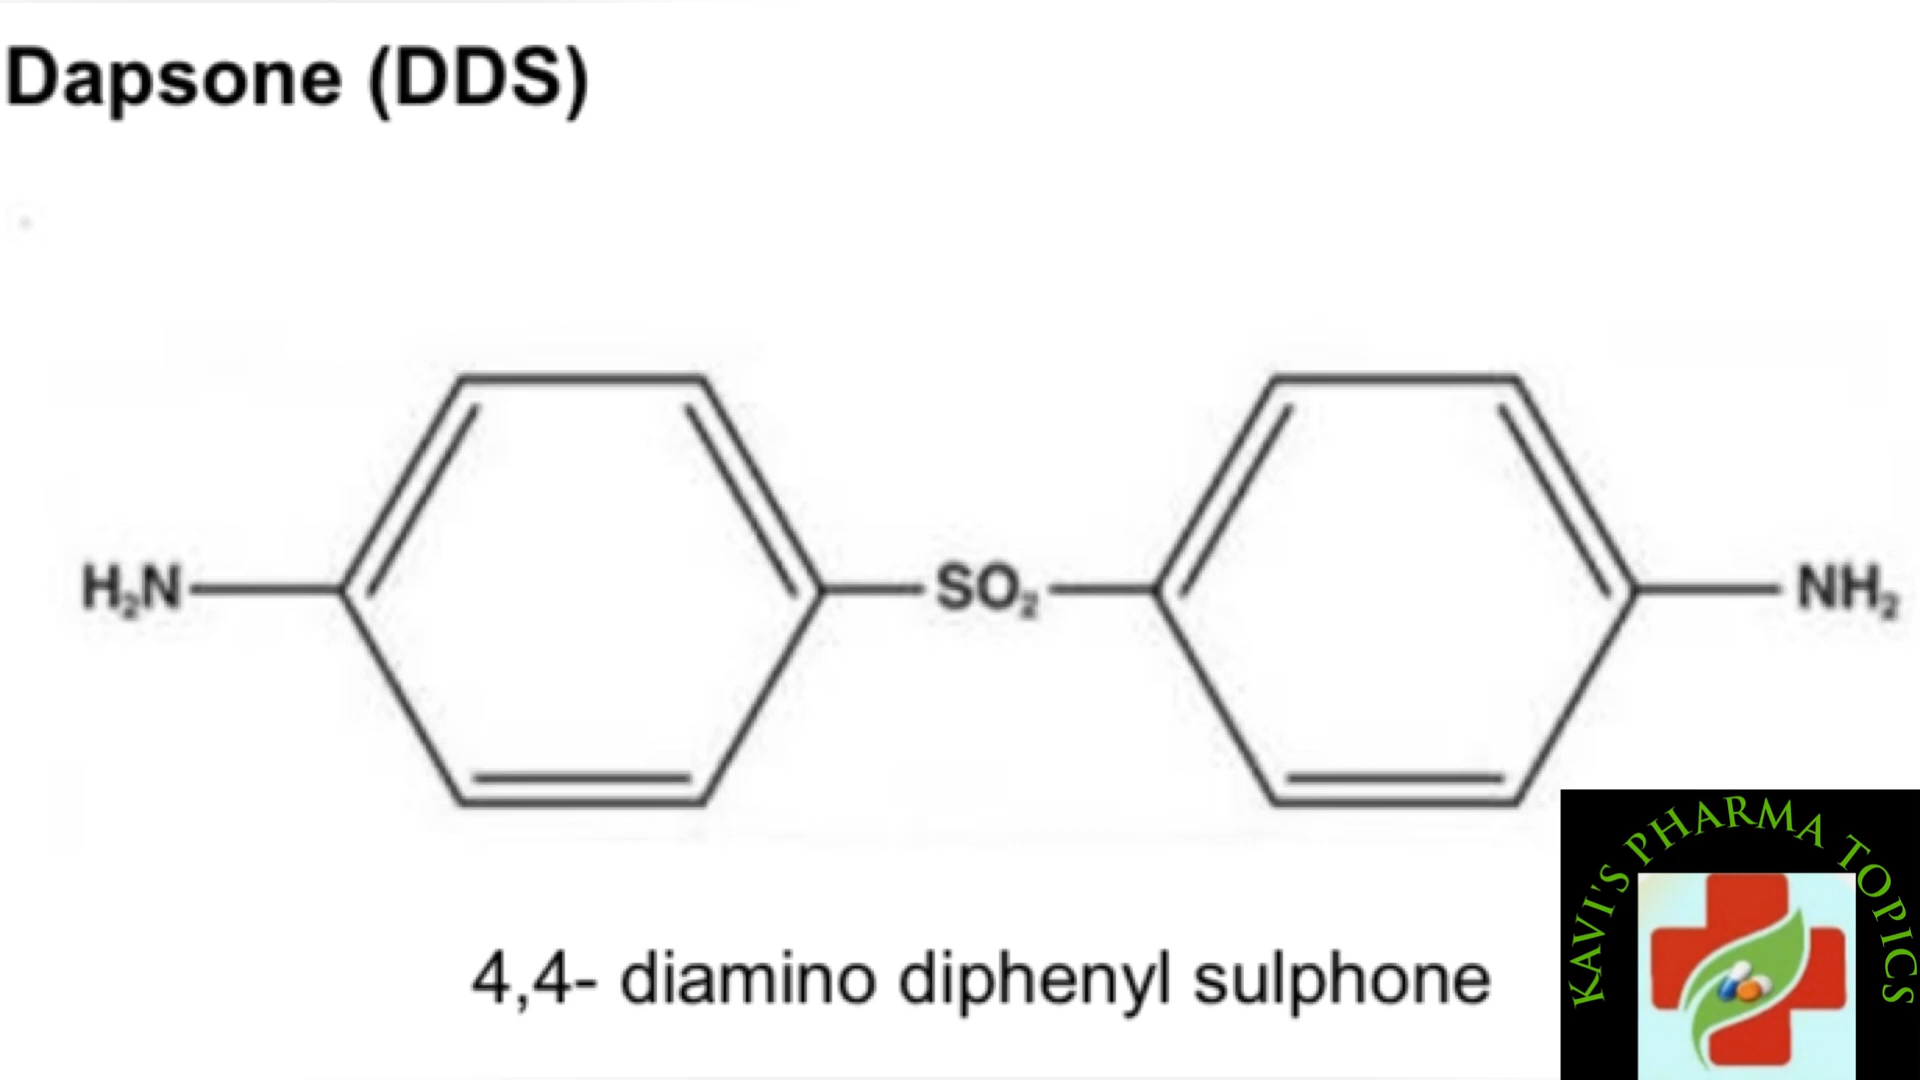 Dapsone (DDS)
H₂N SO₂ NH₂
4,4- diamino diphenyl sulphone
KAVI'S PHARMA TOPICS